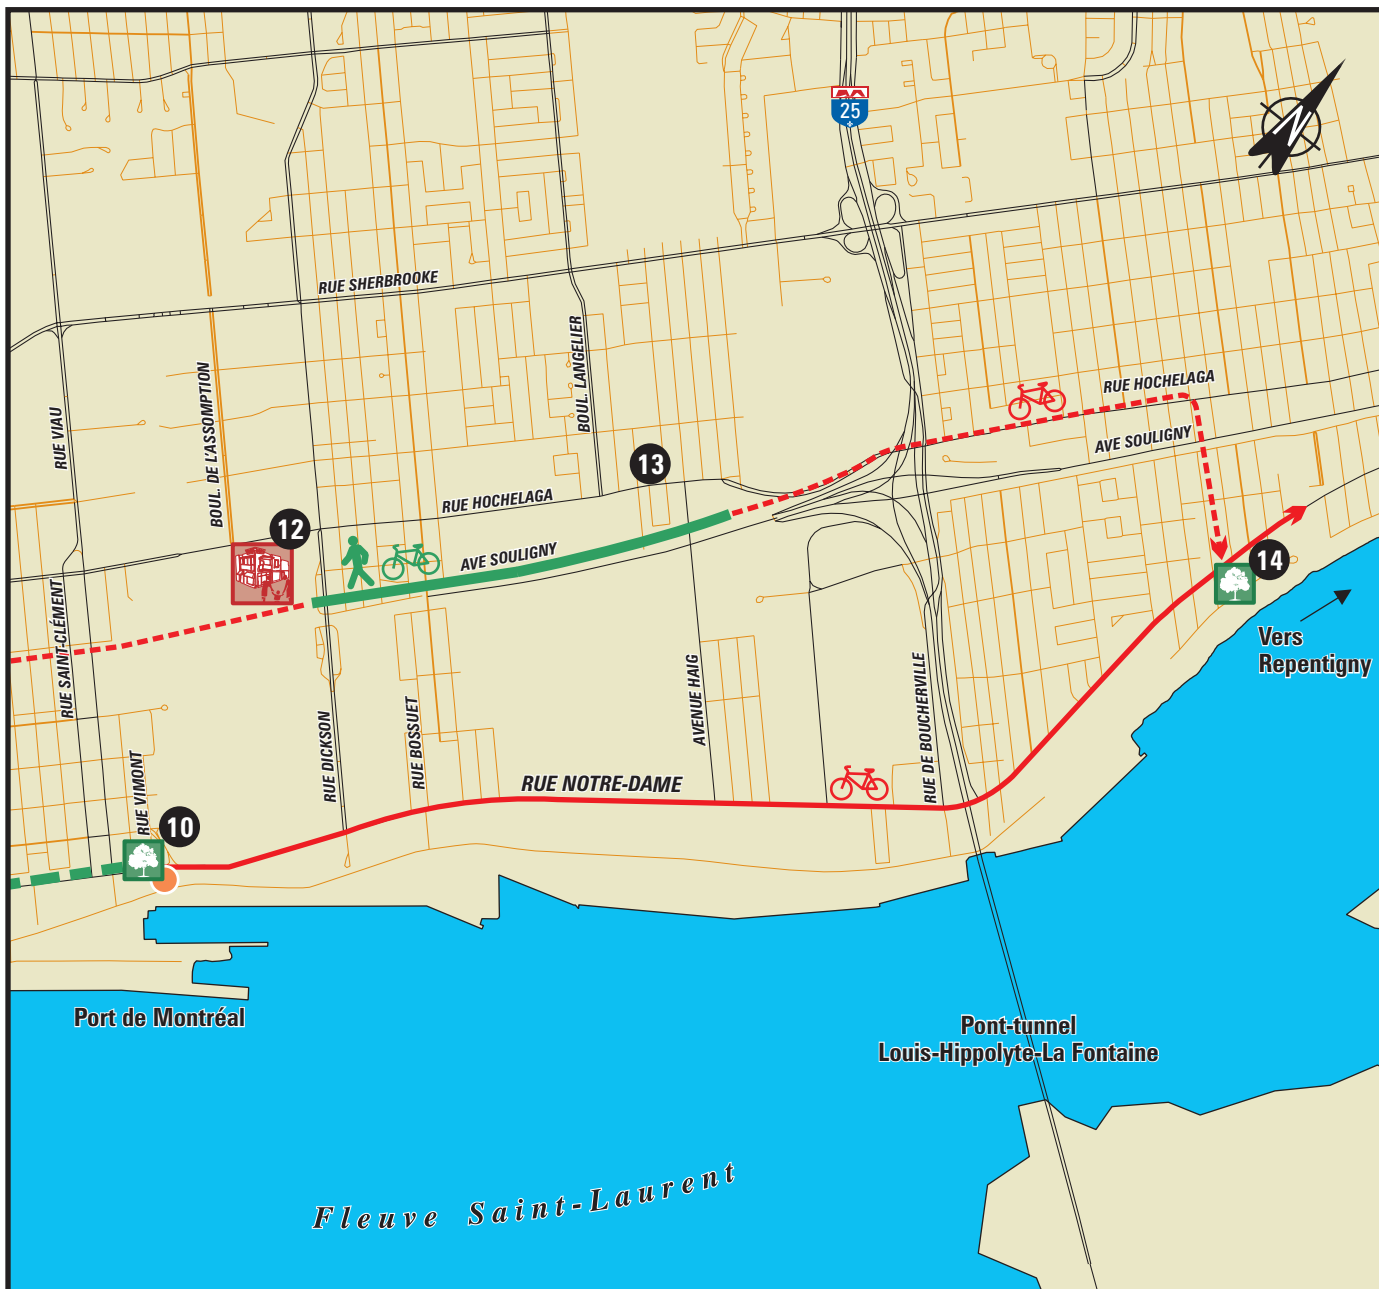 25
RUE SHERBROOKE
BOUL. LANGELIER
BOUL. DE L'ASSOMPTION
RUE VIAU
RUE HOCHELAGA
AVE SOULIGNY
13
RUE HOCHELAGA
12
AVE SOULIGNY
14
RUE SAINT-CLÉMENT
Vers
Repentigny
AVENUE HAIG
RUE DE BOUCHERVILLE
RUE BOSSUET
RUE DICKSON
RUE VIMONT
RUE NOTRE-DAME
10
Port de Montréal
Pont-tunnel
Louis-Hippolyte-La Fontaine
Fleuve Saint-Laurent